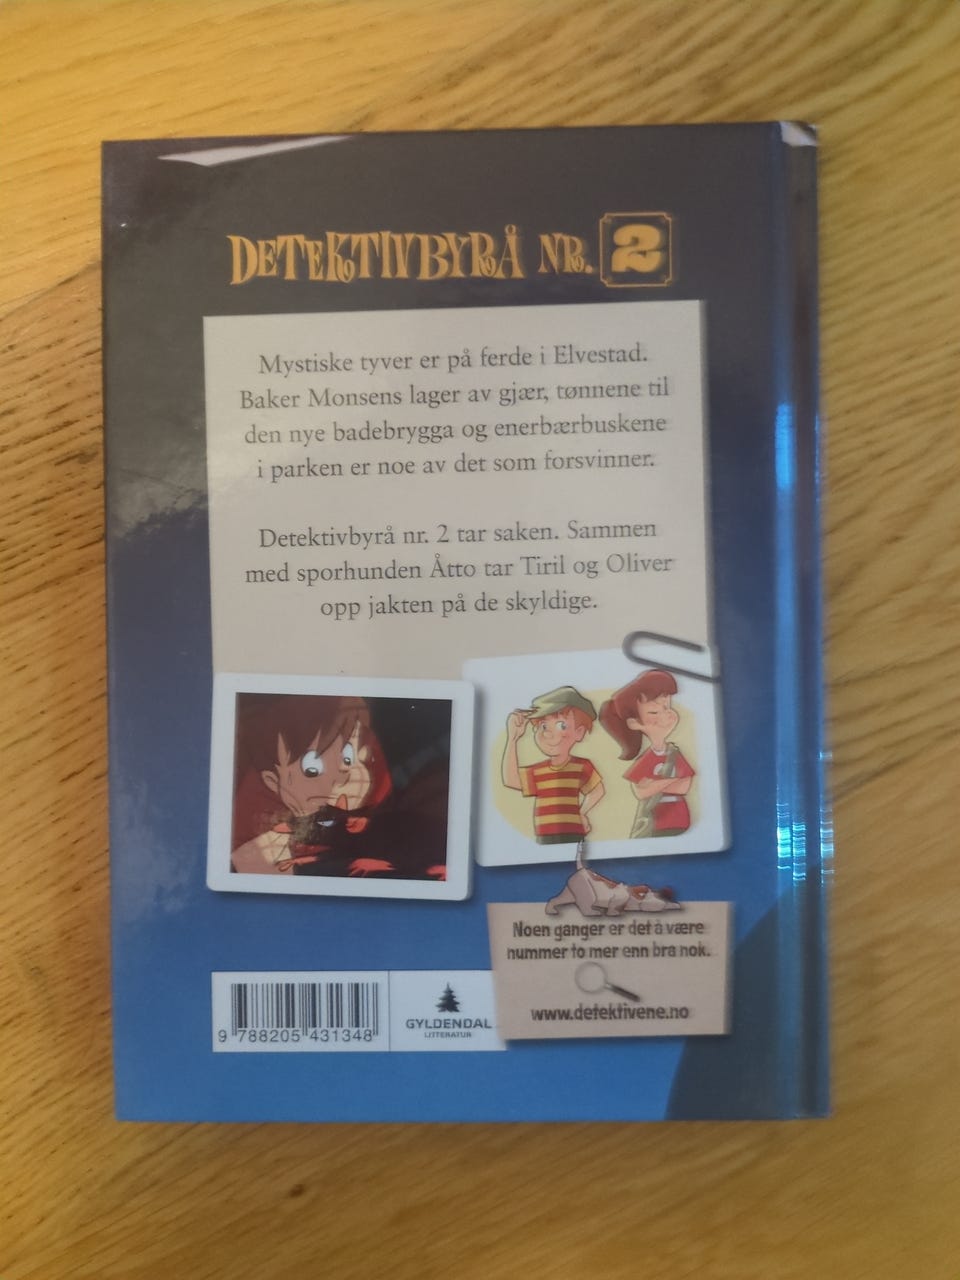 DETEKTIVBYRÅ NR. 2
Mystiske tyver er på ferde i Elvestad.
Baker Monsens lager av gjær, tønnene til
den nye badebrygga og enerbærbuskene
i parken er noe av det som forsvinner.
Detektivbyrå nr. 2 tar saken. Sammen
med sporhunden Åtto tar Tiril og Oliver
opp jakten på de skyldige.
Noen ganger er det å være
nummer to mer enn bra nok.
www.detektivene.no
9 788205 431348
GYLDENDAL
LITTERATUR